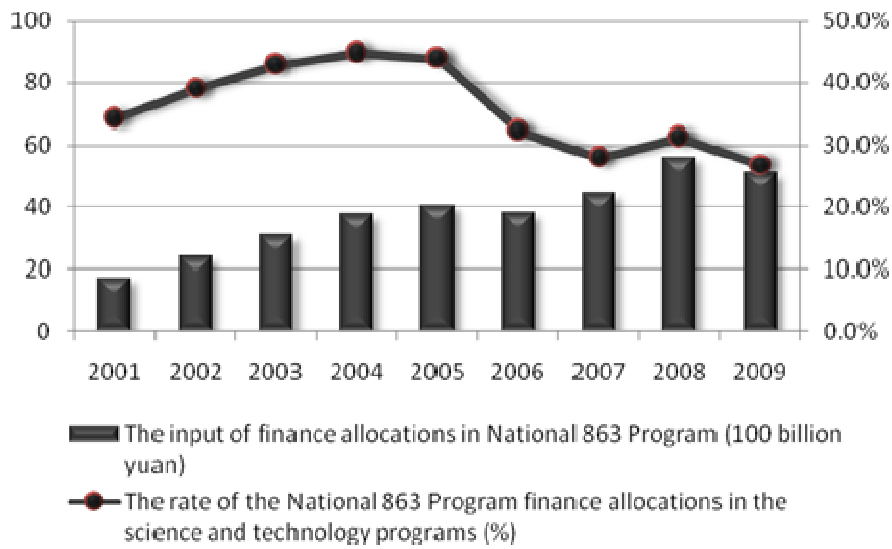 100 50.0%
80 40.0%
60 30.0%
40 20.0%
20 10.0%
0 0.0%
2001 2002 2003 2004 2005 2006 2007 2008 2009
The input of finance allocations in National 863 Program (100 billion
yuan)
The rate of the National 863 Program finance allocations in the
science and technology programs (%)